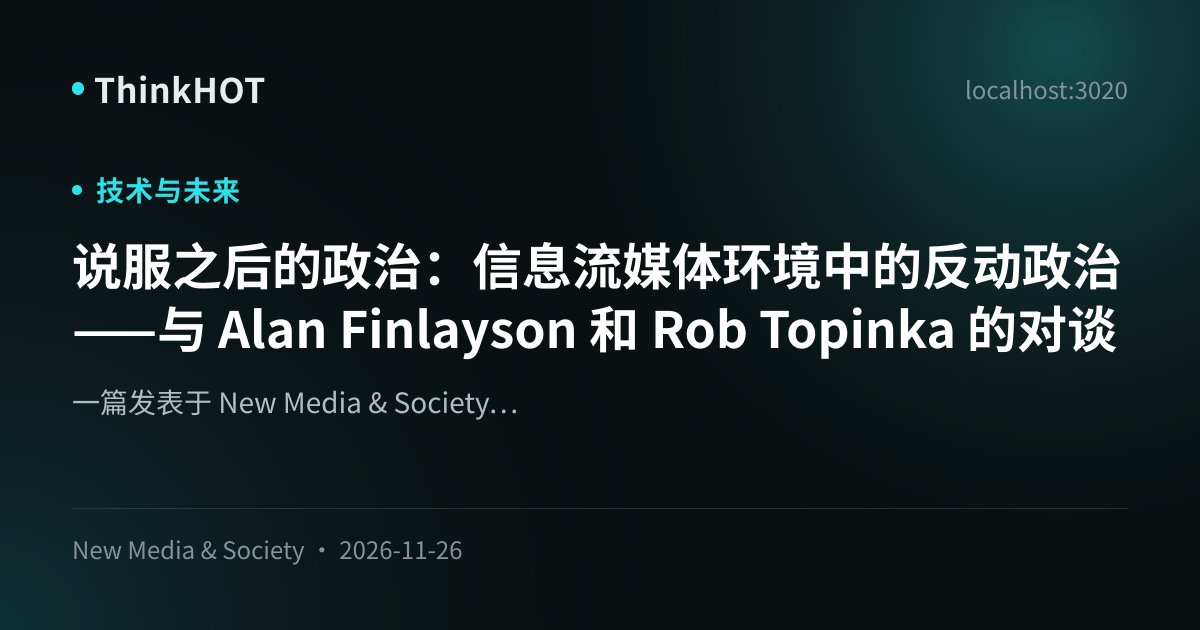 ThinkHOT
localhost:3020
技术与未来
说服之后的政治：信息流媒体环境中的反动政治
——与 Alan Finlayson 和 Rob Topinka 的对谈
一篇发表于 New Media & Society…
New Media & Society • 2026-11-26